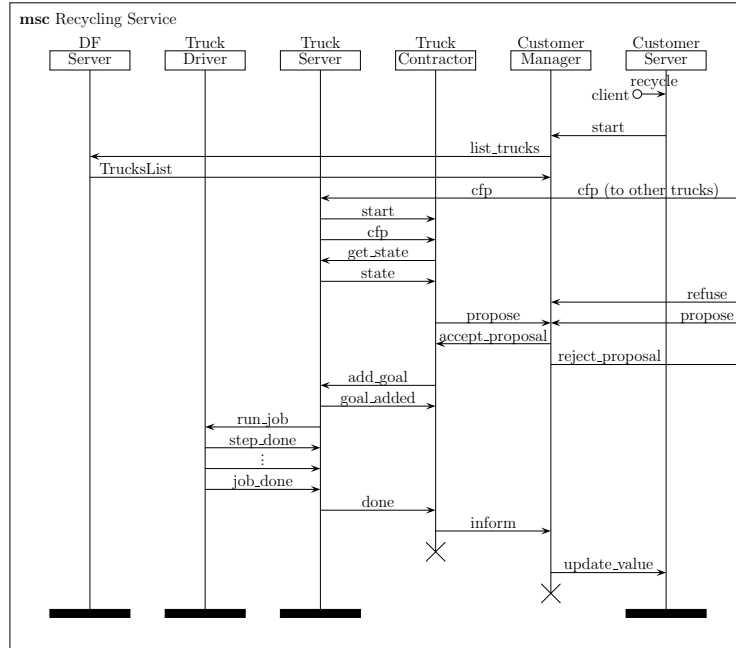 msc Recycling Service
DF Server
Truck Driver
Truck Server
Truck Contractor
Customer Manager
Customer Server
recycle
client
start
list_trucks
TrucksList
cfp
cfp (to other trucks)
start
cfp
get_state
state
refuse
propose
propose
accept_proposal
reject_proposal
add_goal
goal_added
run_job
step_done
⋮
job_done
done
inform
update_value